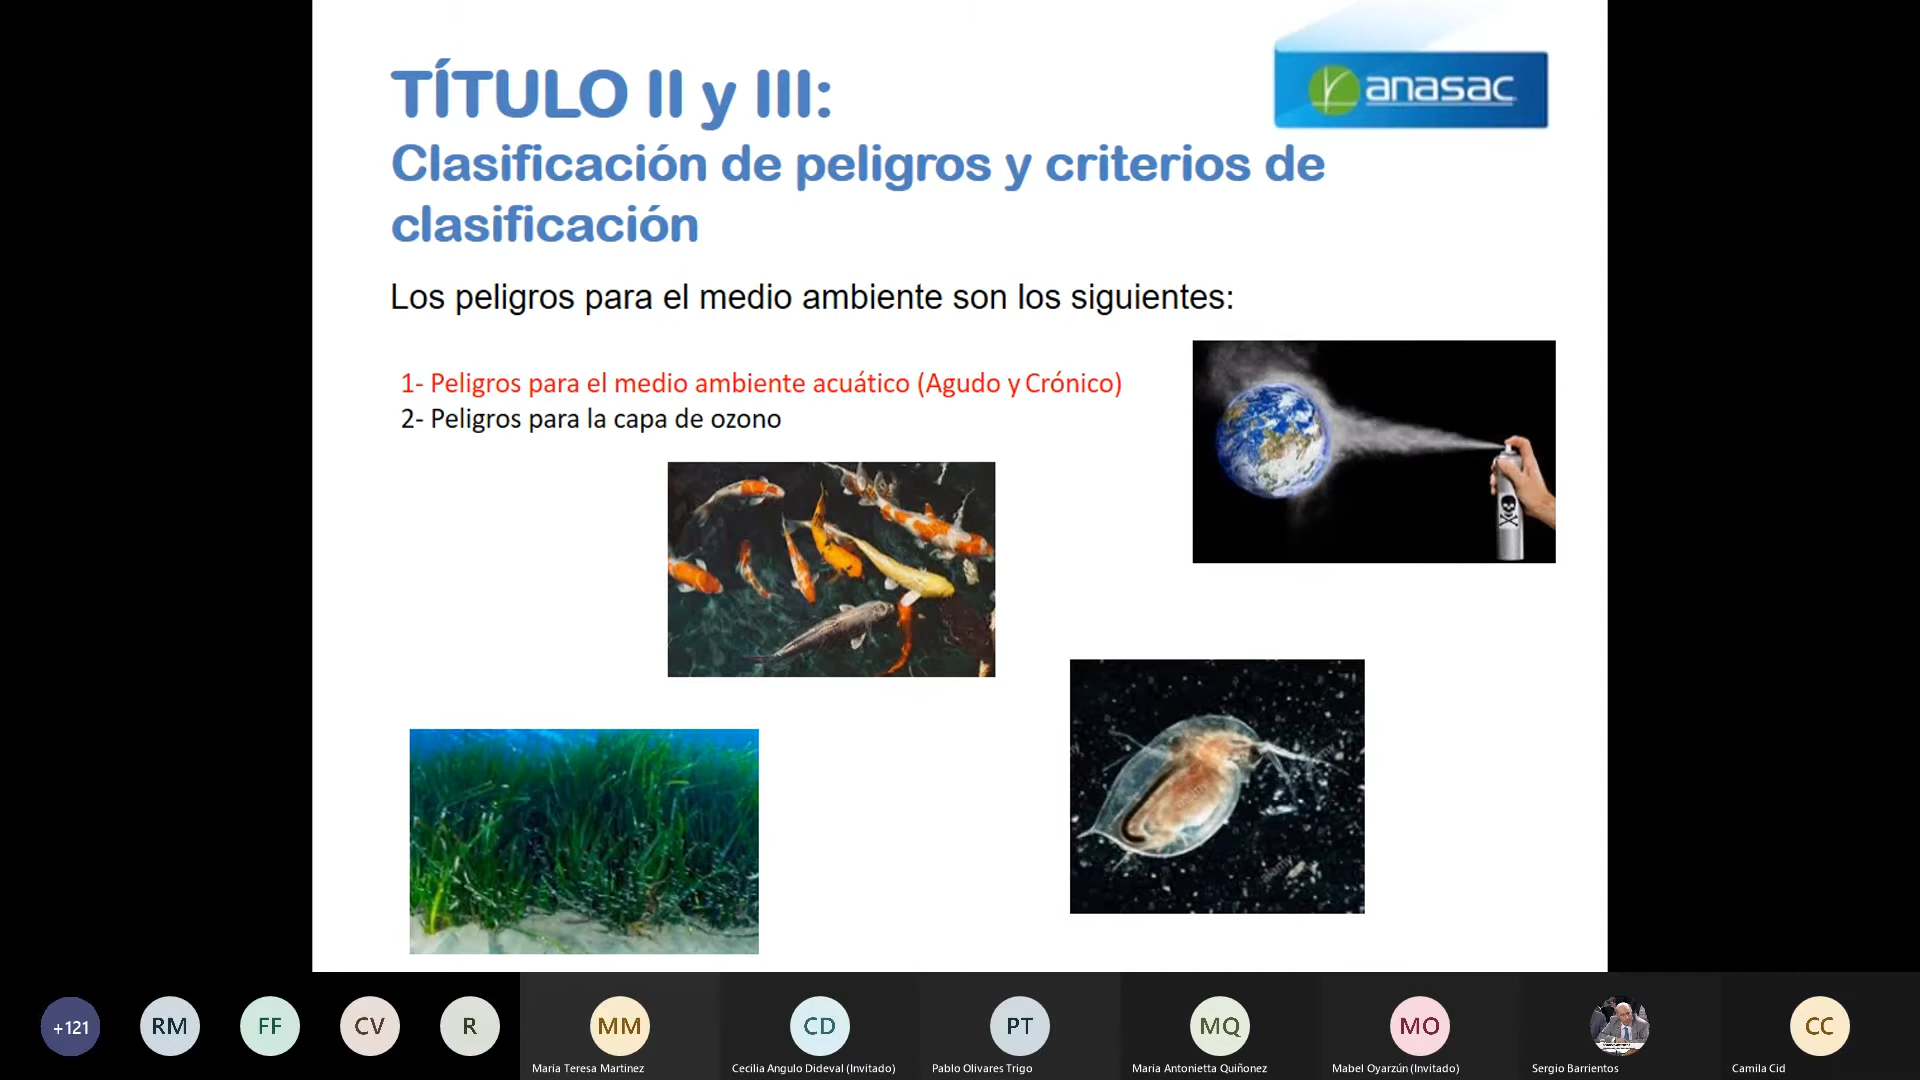 TÍTULO II y III:
anasac
Clasificación de peligros y criterios de
clasificación
Los peligros para el medio ambiente son los siguientes:
1- Peligros para el medio ambiente acuático (Agudo y Crónico)
2- Peligros para la capa de ozono
alamy
+121
RM
FF
CV
R
MM
CD
PT
MQ
MO
CC
Maria Teresa Martinez
Cecilia Angulo Dideval (Invitado)
Pablo Olivares Trigo
Maria Antonietta Quiñonez
Mabel Oyarzún (Invitado)
Sergio Barrientos
Camila Cid